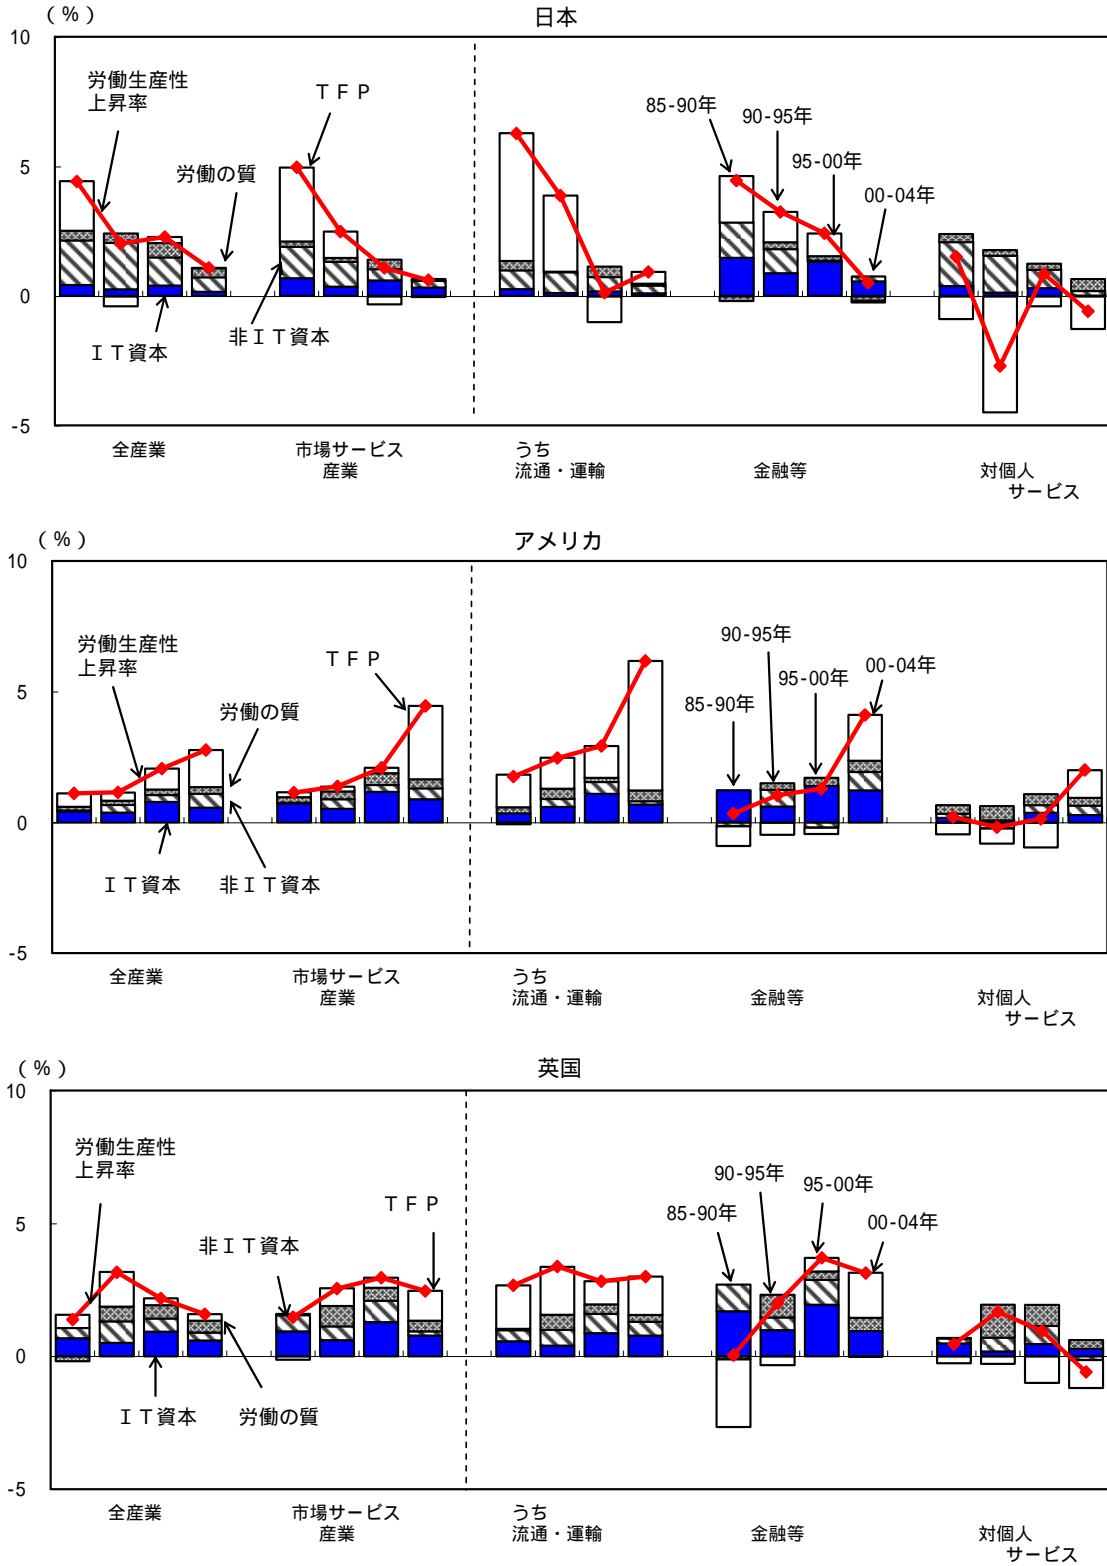 (%)
日本
10
労働生産性
上昇率
TFP
85-90年
90-95年
95-00年
00-04年
5
労働の質
0
IT資本
非IT資本
-5
全産業
市場サービス
産業
うち
流通・運輸
金融等
対個人
サービス
(%)
アメリカ
10
労働生産性
上昇率
TFP
90-95年
95-00年
00-04年
85-90年
5
労働の質
0
IT資本
非IT資本
-5
全産業
市場サービス
産業
うち
流通・運輸
金融等
対個人
サービス
(%)
英国
10
労働生産性
上昇率
TFP
90-95年
95-00年
85-90年
00-04年
5
非IT資本
0
IT資本
労働の質
-5
全産業
市場サービス
産業
うち
流通・運輸
金融等
対個人
サービス